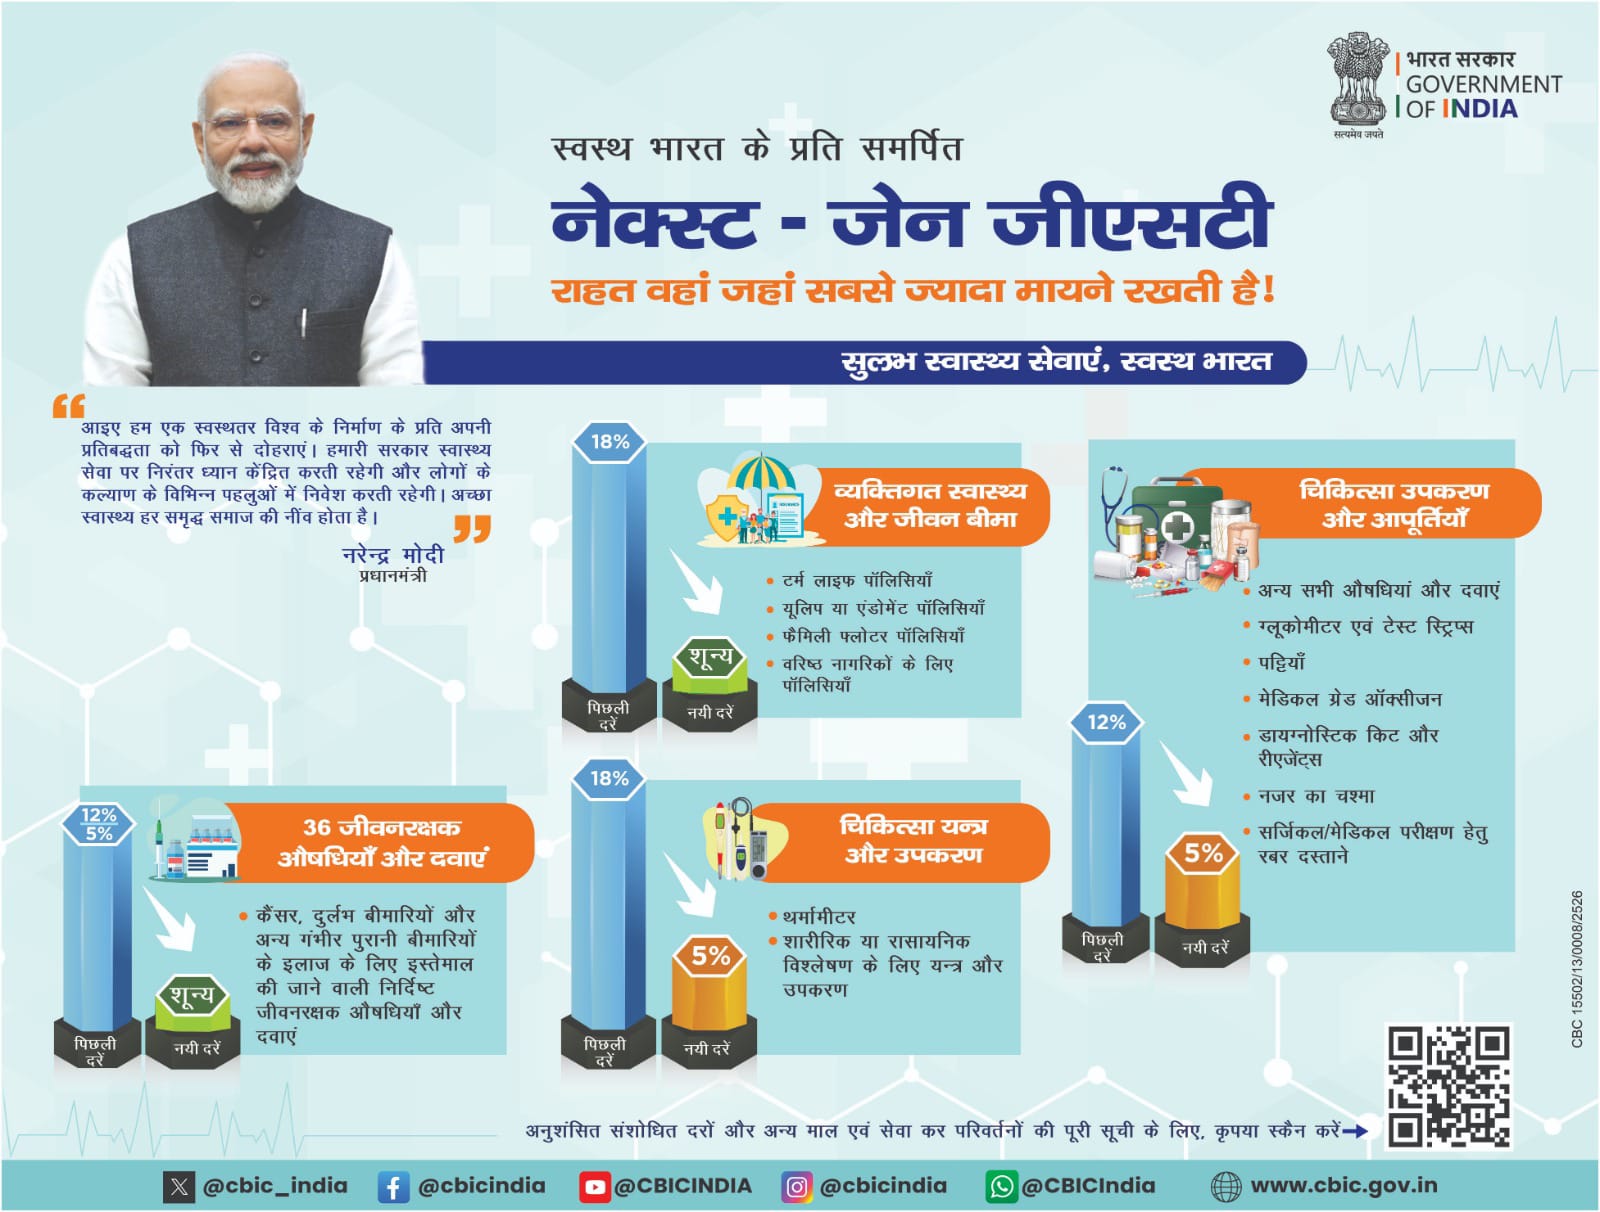 भारत सरकार
GOVERNMENT
OF INDIA
सत्यमेव जयते
स्वस्थ भारत के प्रति समर्पित
नेक्स्ट - जेन जीएसटी
राहत वहां जहां सबसे ज्यादा मायने रखती है!
सुलभ स्वास्थ्य सेवाएं, स्वस्थ भारत
“
आइए हम एक स्वस्थतर विश्व के निर्माण के प्रति अपनी
प्रतिबद्धता को फिर से दोहराएं। हमारी सरकार स्वास्थ्य
सेवा पर निरंतर ध्यान केंद्रित करती रहेगी और लोगों के
कल्याण के विभिन्न पहलुओं में निवेश करती रहेगी। अच्छा
स्वास्थ्य हर समृद्ध समाज की नींव होता है।
”
नरेन्द्र मोदी
प्रधानमंत्री
12%
5%
36 जीवनरक्षक
औषधियाँ और दवाएं
• कैंसर, दुर्लभ बीमारियों और
अन्य गंभीर पुरानी बीमारियों
के इलाज के लिए इस्तेमाल
की जाने वाली निर्दिष्ट
जीवनरक्षक औषधियाँ और
दवाएं
शून्य
पिछली
दरें
नयी दरें
18%
व्यक्तिगत स्वास्थ्य
और जीवन बीमा
INSURANCE
• टर्म लाइफ पॉलिसियाँ
• यूलिप या एंडोमेंट पॉलिसियाँ
• फैमिली फ्लोटर पॉलिसियाँ
• वरिष्ठ नागरिकों के लिए
पॉलिसियाँ
शून्य
पिछली
दरें
नयी दरें
18%
चिकित्सा यन्त्र
और उपकरण
• थर्मामीटर
• शारीरिक या रासायनिक
विश्लेषण के लिए यन्त्र और
उपकरण
5%
पिछली
दरें
नयी दरें
चिकित्सा उपकरण
और आपूर्तियाँ
• अन्य सभी औषधियां और दवाएं
• ग्लूकोमीटर एवं टेस्ट स्ट्रिप्स
• पट्टियाँ
• मेडिकल ग्रेड ऑक्सीजन
• डायग्नोस्टिक किट और
रीएजेंट्स
• नजर का चश्मा
• सर्जिकल/मेडिकल परीक्षण हेतु
रबर दस्ताने
12%
5%
पिछली
दरें
नयी दरें
CBC 15502/13/0008/2526
अनुशंसित संशोधित दरों और अन्य माल एवं सेवा कर परिवर्तनों की पूरी सूची के लिए, कृपया स्कैन करें
@cbic_india @cbicindia @CBICINDIA @cbicindia @CBICIndia www.cbic.gov.in